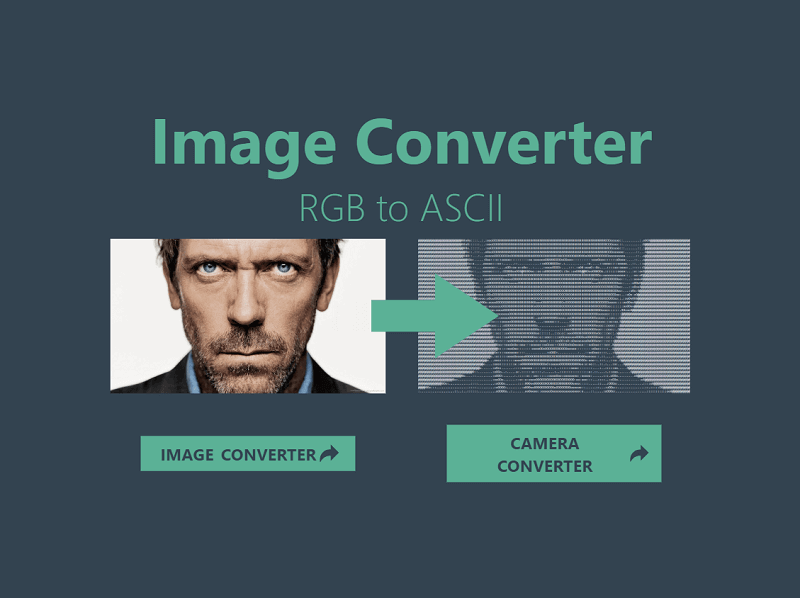 Image Converter
RGB to ASCII
IMAGE CONVERTER
CAMERA
CONVERTER